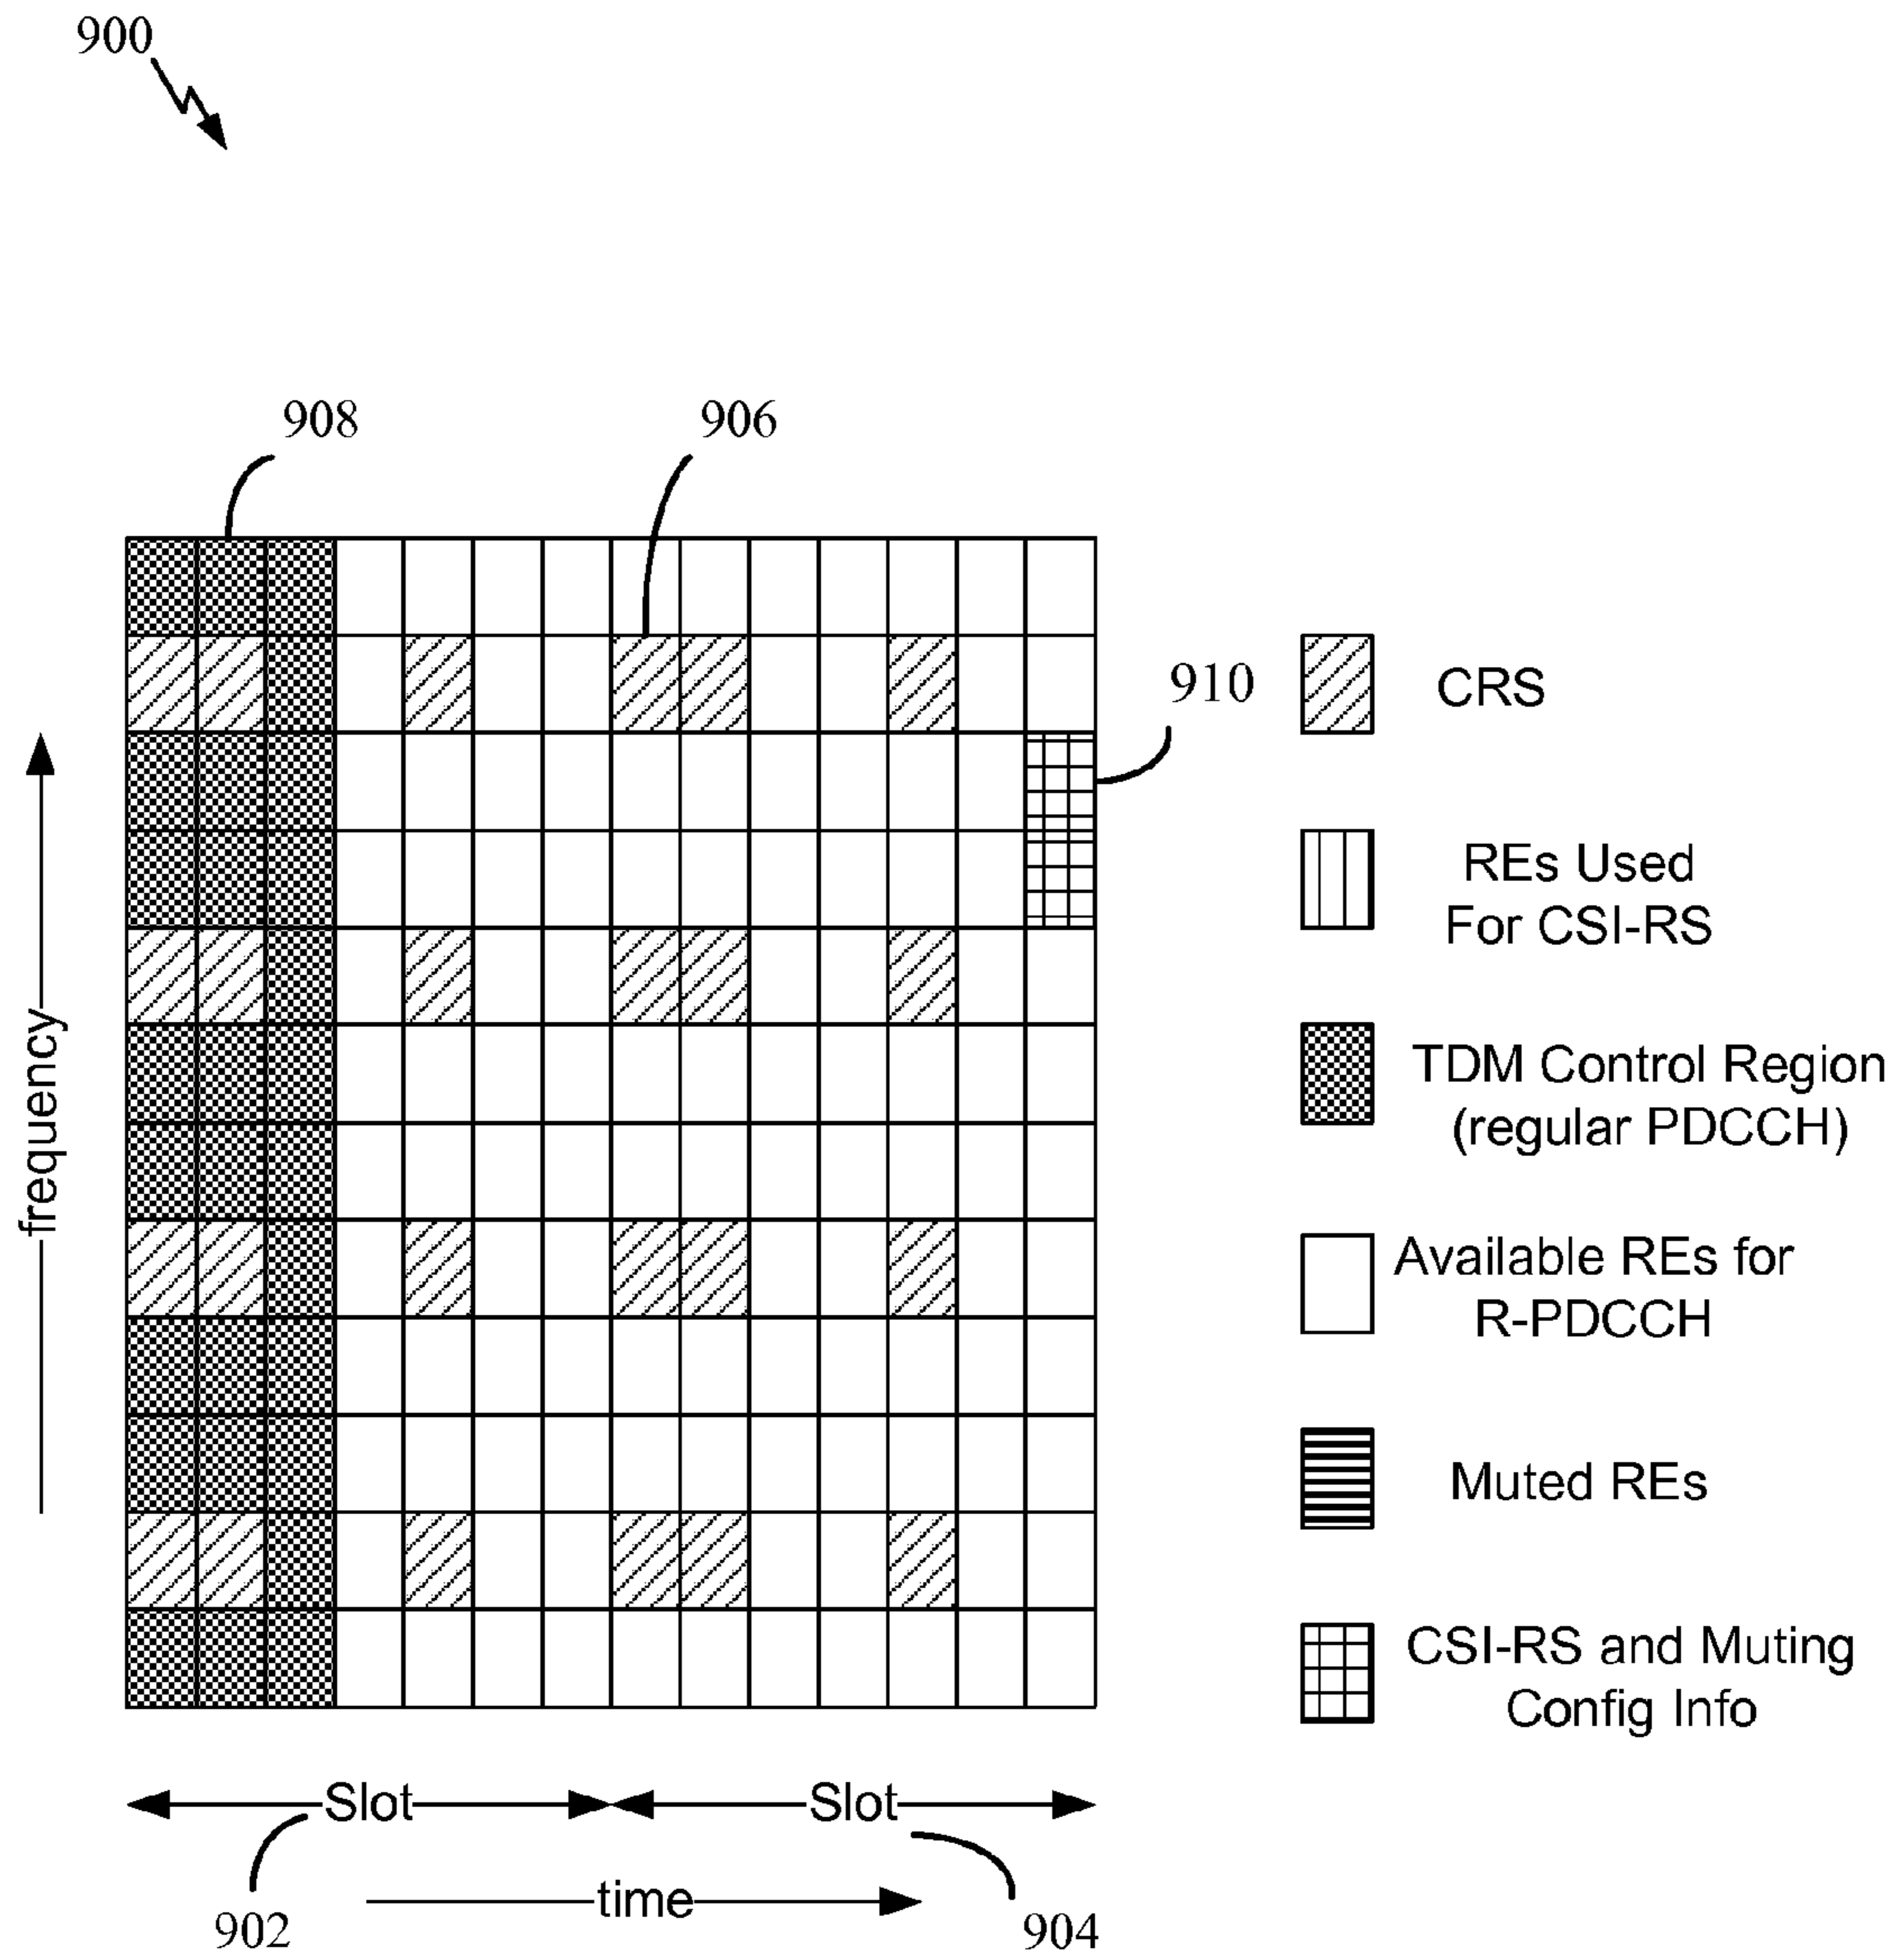 900
908
906
910
CRS
REs Used
For CSI-RS
TDM Control Region
(regular PDCCH)
frequency
Available REs for
R-PDCCH
Muted REs
CSI-RS and Muting
Config Info
Slot
Slot
time
902
904